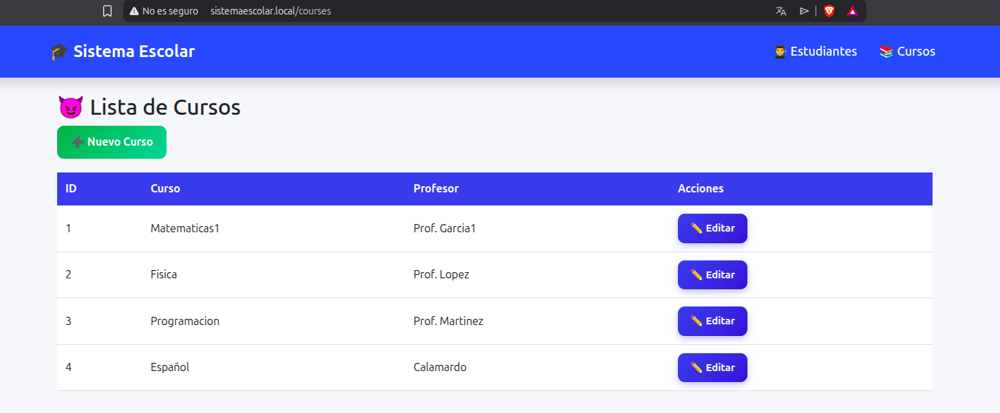 No es seguro sistemaescolar.local/courses
🎓 Sistema Escolar 👨‍🎓 Estudiantes 📚 Cursos
😈 Lista de Cursos
➕ Nuevo Curso
ID Curso Profesor Acciones
1 Matematicas1 Prof. Garcia1 ✏️ Editar
2 Fisica Prof. Lopez ✏️ Editar
3 Programacion Prof. Martinez ✏️ Editar
4 Español Calamardo ✏️ Editar